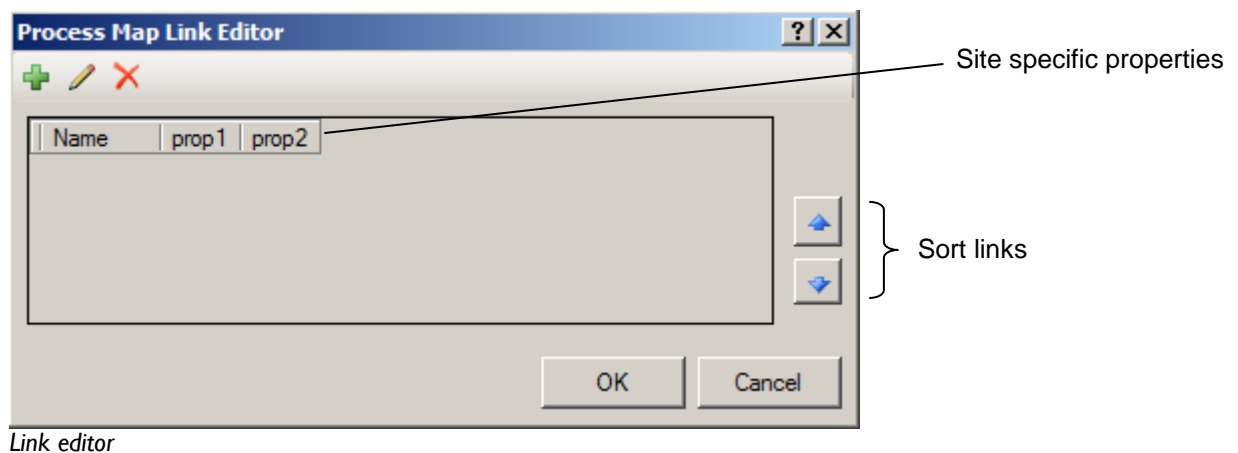 Process Map Link Editor
Site specific properties
Name prop1 prop2
Sort links
OK Cancel
Link editor